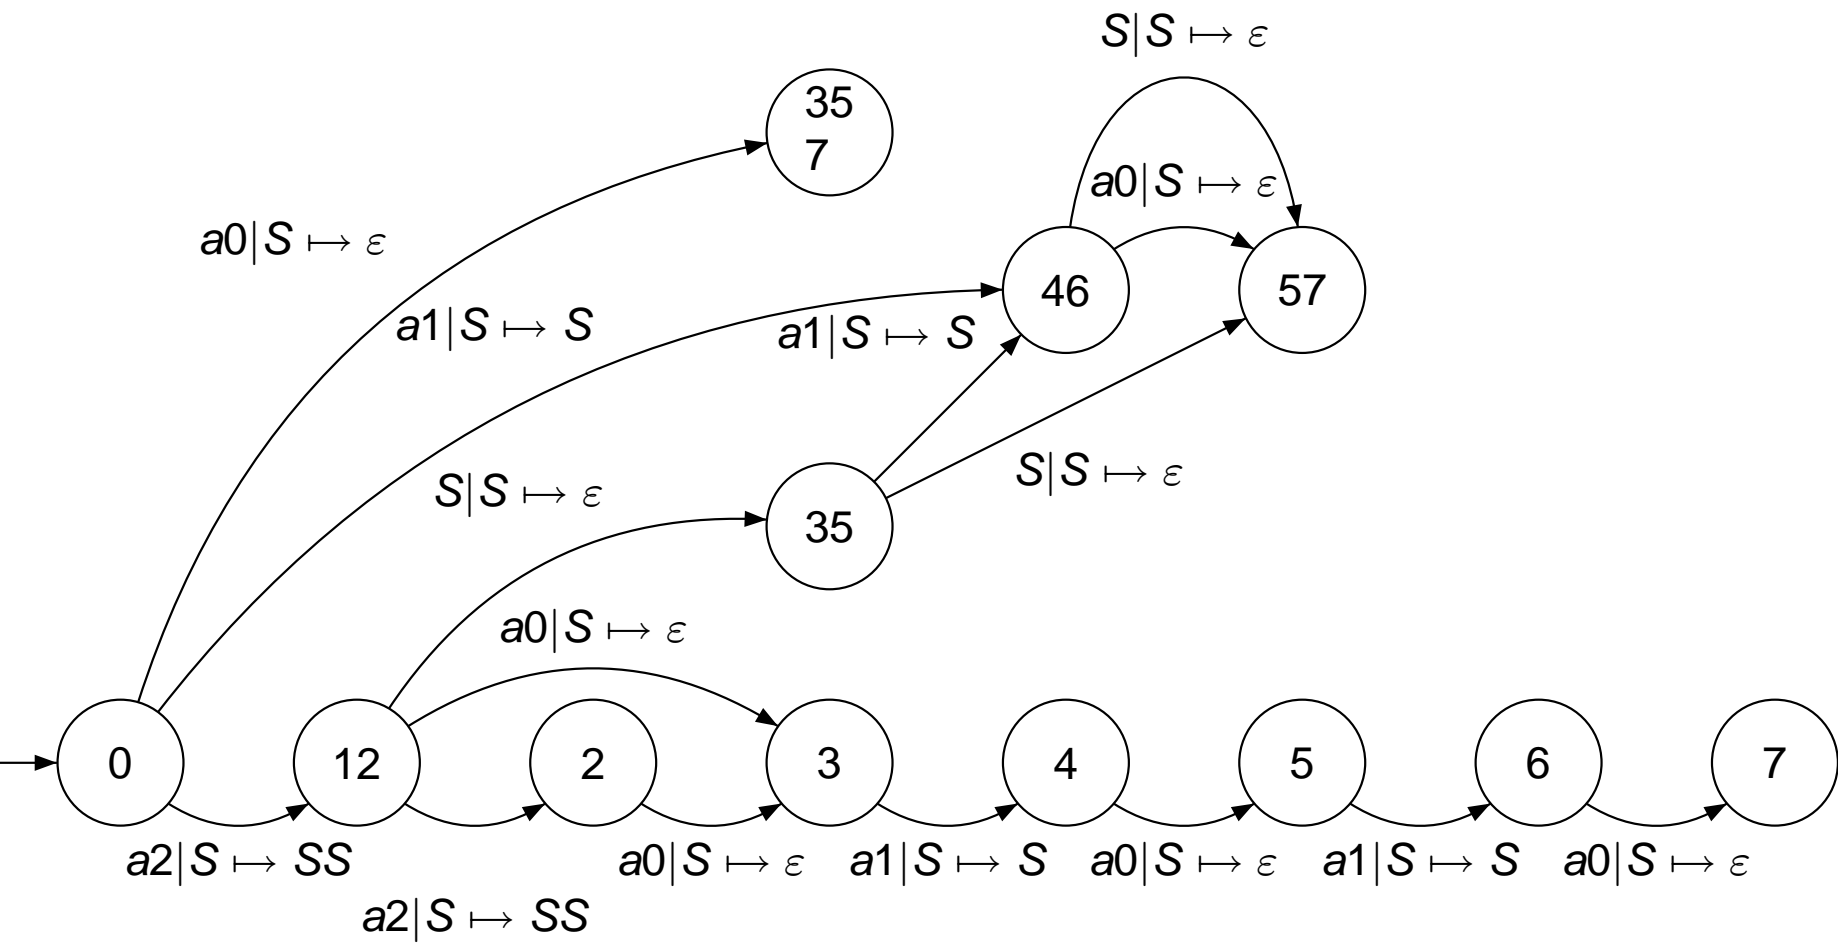 S|S ↦ ε
35
7
a0|S ↦ ε
a0|S ↦ ε
46
57
a1|S ↦ S
a1|S ↦ S
S|S ↦ ε
S|S ↦ ε
35
a0|S ↦ ε
0
12
2
3
4
5
6
7
a2|S ↦ SS
a0|S ↦ ε
a1|S ↦ S
a0|S ↦ ε
a1|S ↦ S
a0|S ↦ ε
a2|S ↦ SS